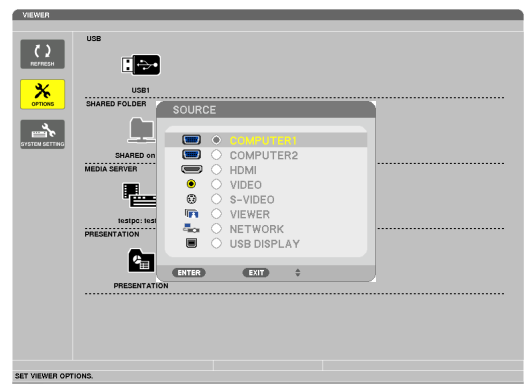 VIEWER
USB
REFRESH
USB1
OPTIONS
SHARED FOLDER
SOURCE
COMPUTER1
COMPUTER2
HDMI
VIDEO
S-VIDEO
VIEWER
NETWORK
USB DISPLAY
ENTER
EXIT
SYSTEM SETTING
SHARED on
MEDIA SERVER
testpc: test
PRESENTATION
PRESENTATION
SET VIEWER OPTIONS.